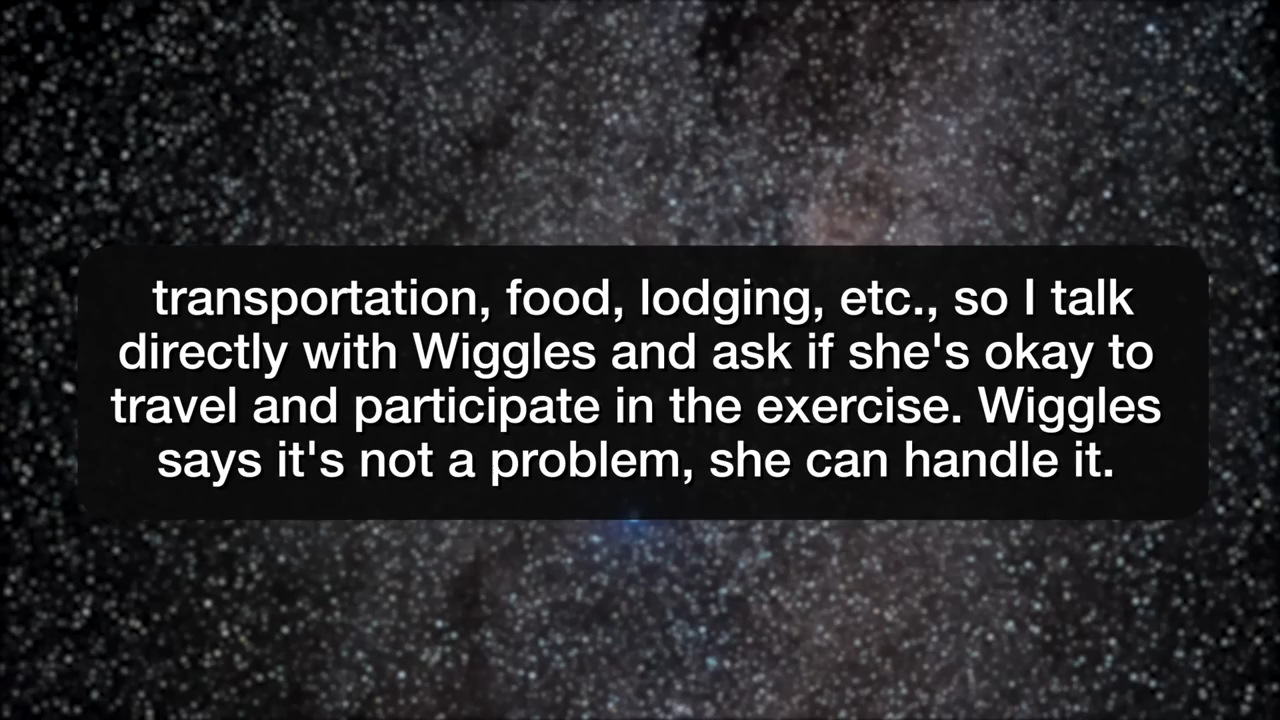 transportation, food, lodging, etc., so I talk
directly with Wiggles and ask if she's okay to
travel and participate in the exercise. Wiggles
says it's not a problem, she can handle it.